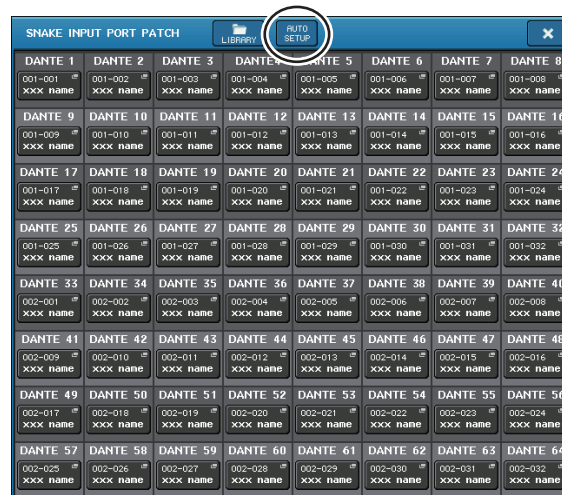 SNAKE INPUT PORT PATCH LIBRARY AUTO SETUP
DANTE 1 DANTE 2 DANTE 3 DANTE 4 DANTE 5 DANTE 6 DANTE 7 DANTE 8
001-001 001-002 001-003 001-004 001-005 001-006 001-007 001-008
xxx name xxx name xxx name xxx name xxx name xxx name xxx name xxx name
DANTE 9 DANTE 10 DANTE 11 DANTE 12 DANTE 13 DANTE 14 DANTE 15 DANTE 16
001-009 001-010 001-011 001-012 001-013 001-014 001-015 001-016
xxx name xxx name xxx name xxx name xxx name xxx name xxx name xxx name
DANTE 17 DANTE 18 DANTE 19 DANTE 20 DANTE 21 DANTE 22 DANTE 23 DANTE 24
001-017 001-018 001-019 001-020 001-021 001-022 001-023 001-024
xxx name xxx name xxx name xxx name xxx name xxx name xxx name xxx name
DANTE 25 DANTE 26 DANTE 27 DANTE 28 DANTE 29 DANTE 30 DANTE 31 DANTE 32
001-025 001-026 001-027 001-028 001-029 001-030 001-031 001-032
xxx name xxx name xxx name xxx name xxx name xxx name xxx name xxx name
DANTE 33 DANTE 34 DANTE 35 DANTE 36 DANTE 37 DANTE 38 DANTE 39 DANTE 40
002-001 002-002 002-003 002-004 002-005 002-006 002-007 002-008
xxx name xxx name xxx name xxx name xxx name xxx name xxx name xxx name
DANTE 41 DANTE 42 DANTE 43 DANTE 44 DANTE 45 DANTE 46 DANTE 47 DANTE 48
002-009 002-010 002-011 002-012 002-013 002-014 002-015 002-016
xxx name xxx name xxx name xxx name xxx name xxx name xxx name xxx name
DANTE 49 DANTE 50 DANTE 51 DANTE 52 DANTE 53 DANTE 54 DANTE 55 DANTE 56
002-017 002-018 002-019 002-020 002-021 002-022 002-023 002-024
xxx name xxx name xxx name xxx name xxx name xxx name xxx name xxx name
DANTE 57 DANTE 58 DANTE 59 DANTE 60 DANTE 61 DANTE 62 DANTE 63 DANTE 64
002-025 002-026 002-027 002-028 002-029 002-030 002-031 002-032
xxx name xxx name xxx name xxx name xxx name xxx name xxx name xxx name